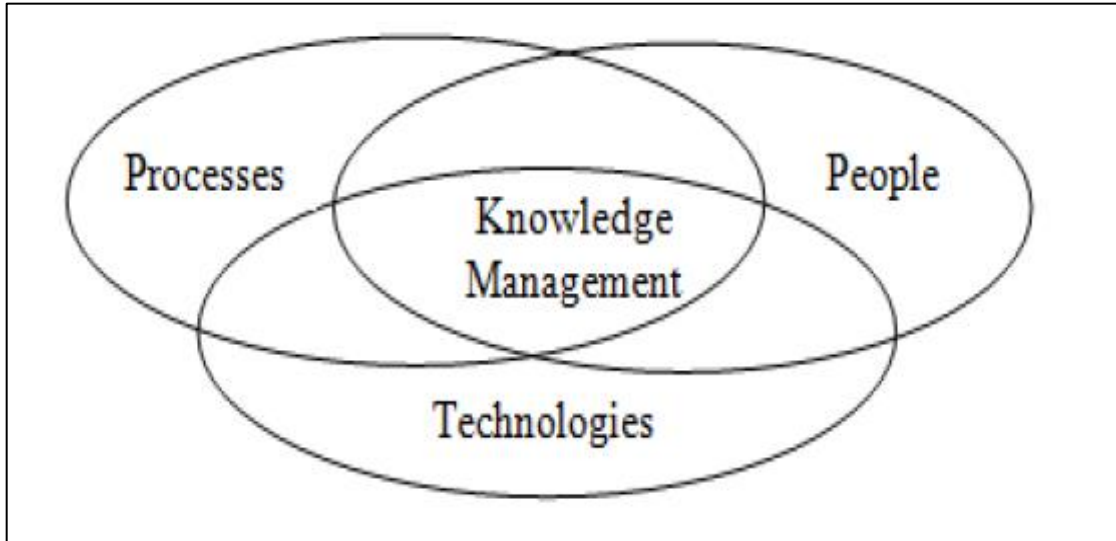 Processes
People
Knowledge
Management
Technologies